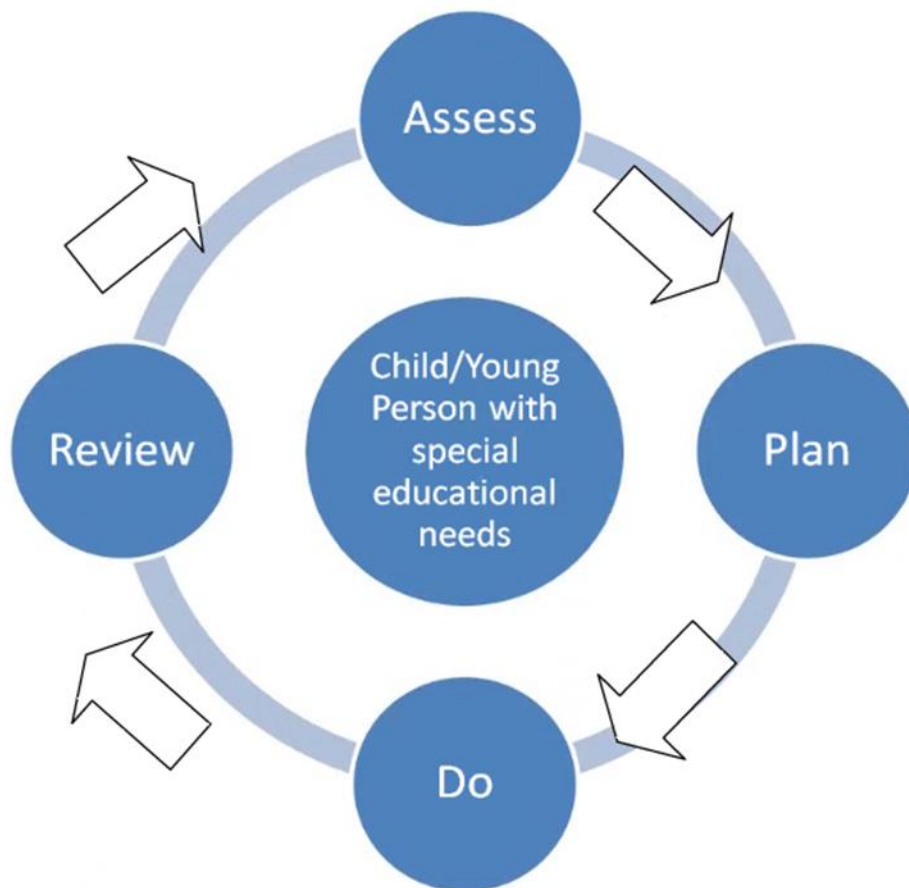 Assess
Child/Young
Person with
special
educational
needs
Review
Plan
Do